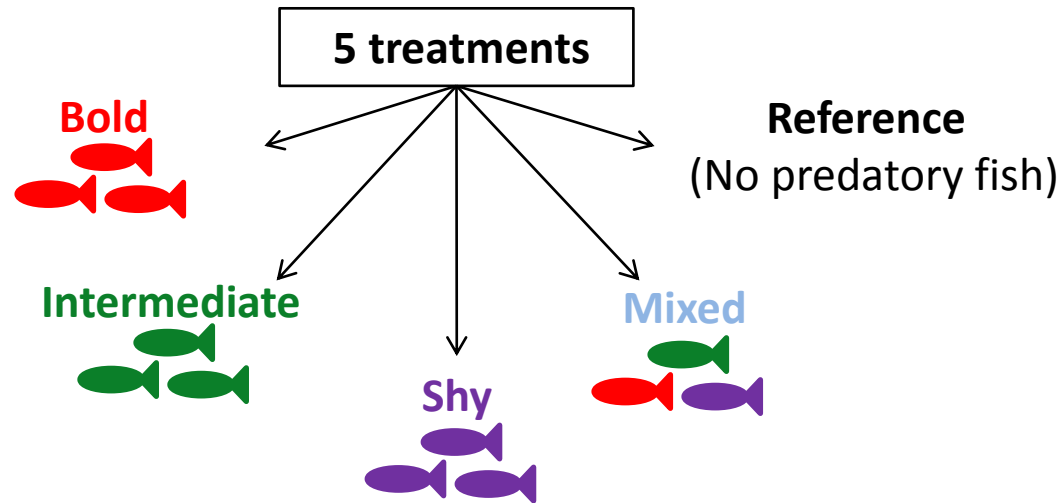 5 treatments
Bold
Reference
(No predatory fish)
Intermediate
Mixed
Shy